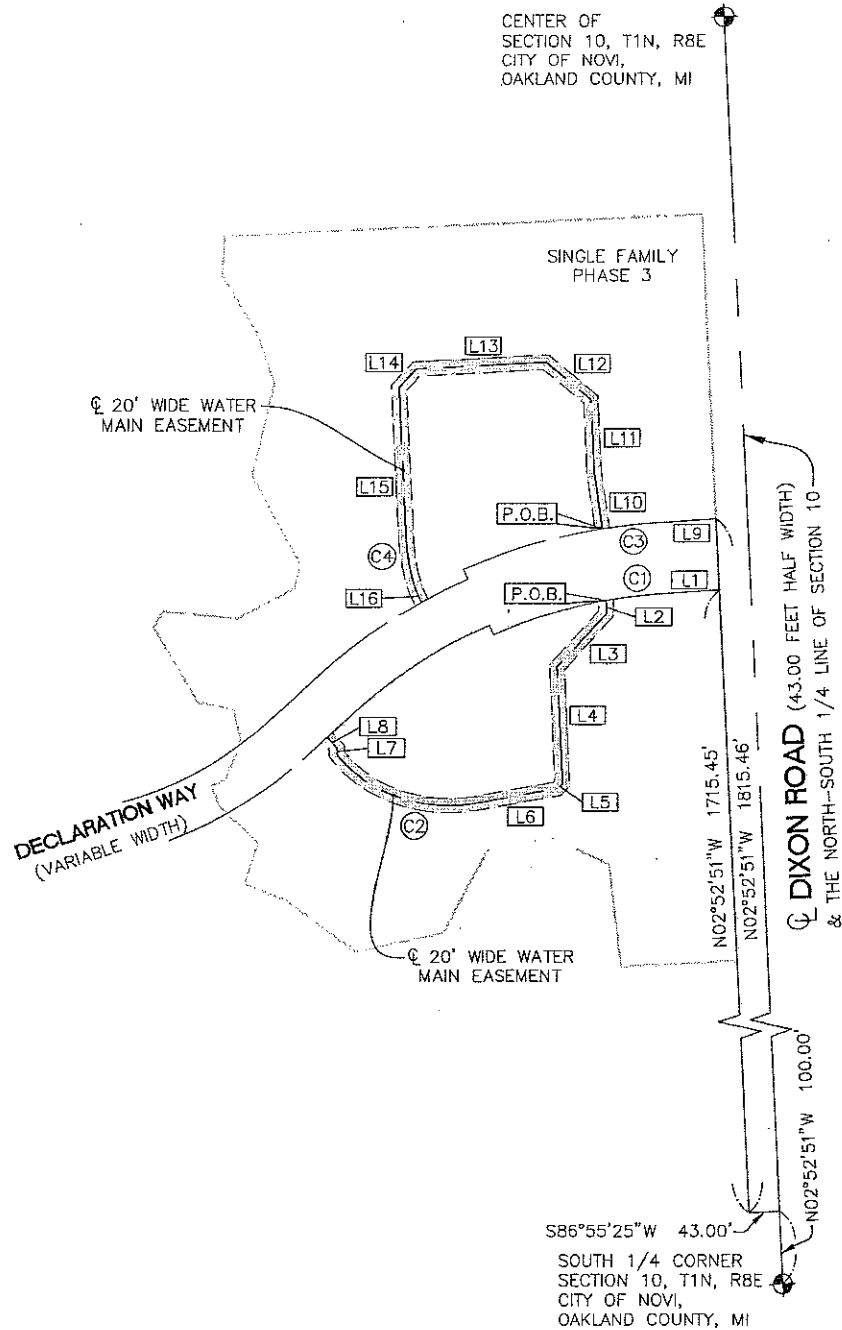 CENTER OF
SECTION 10, T1N, R8E
CITY OF NOVI,
OAKLAND COUNTY, MI
SINGLE FAMILY
PHASE 3
L13
L14
L12
℄ 20' WIDE WATER
MAIN EASEMENT
L11
L15
L10
P.O.B.
L9
C3
C4
C1
L1
L16
P.O.B.
L2
L3
L4
L8
L7
L5
L6
C2
DECLARATION WAY
(VARIABLE WIDTH)
℄ 20' WIDE WATER
MAIN EASEMENT
N02°52'51"W 1715.45'
N02°52'51"W 1815.46'
℄ DIXON ROAD (43.00 FEET HALF WIDTH)
& THE NORTH-SOUTH 1/4 LINE OF SECTION 10
N02°52'51"W 100.00'
S86°55'25"W 43.00'
SOUTH 1/4 CORNER
SECTION 10, T1N, R8E
CITY OF NOVI,
OAKLAND COUNTY, MI